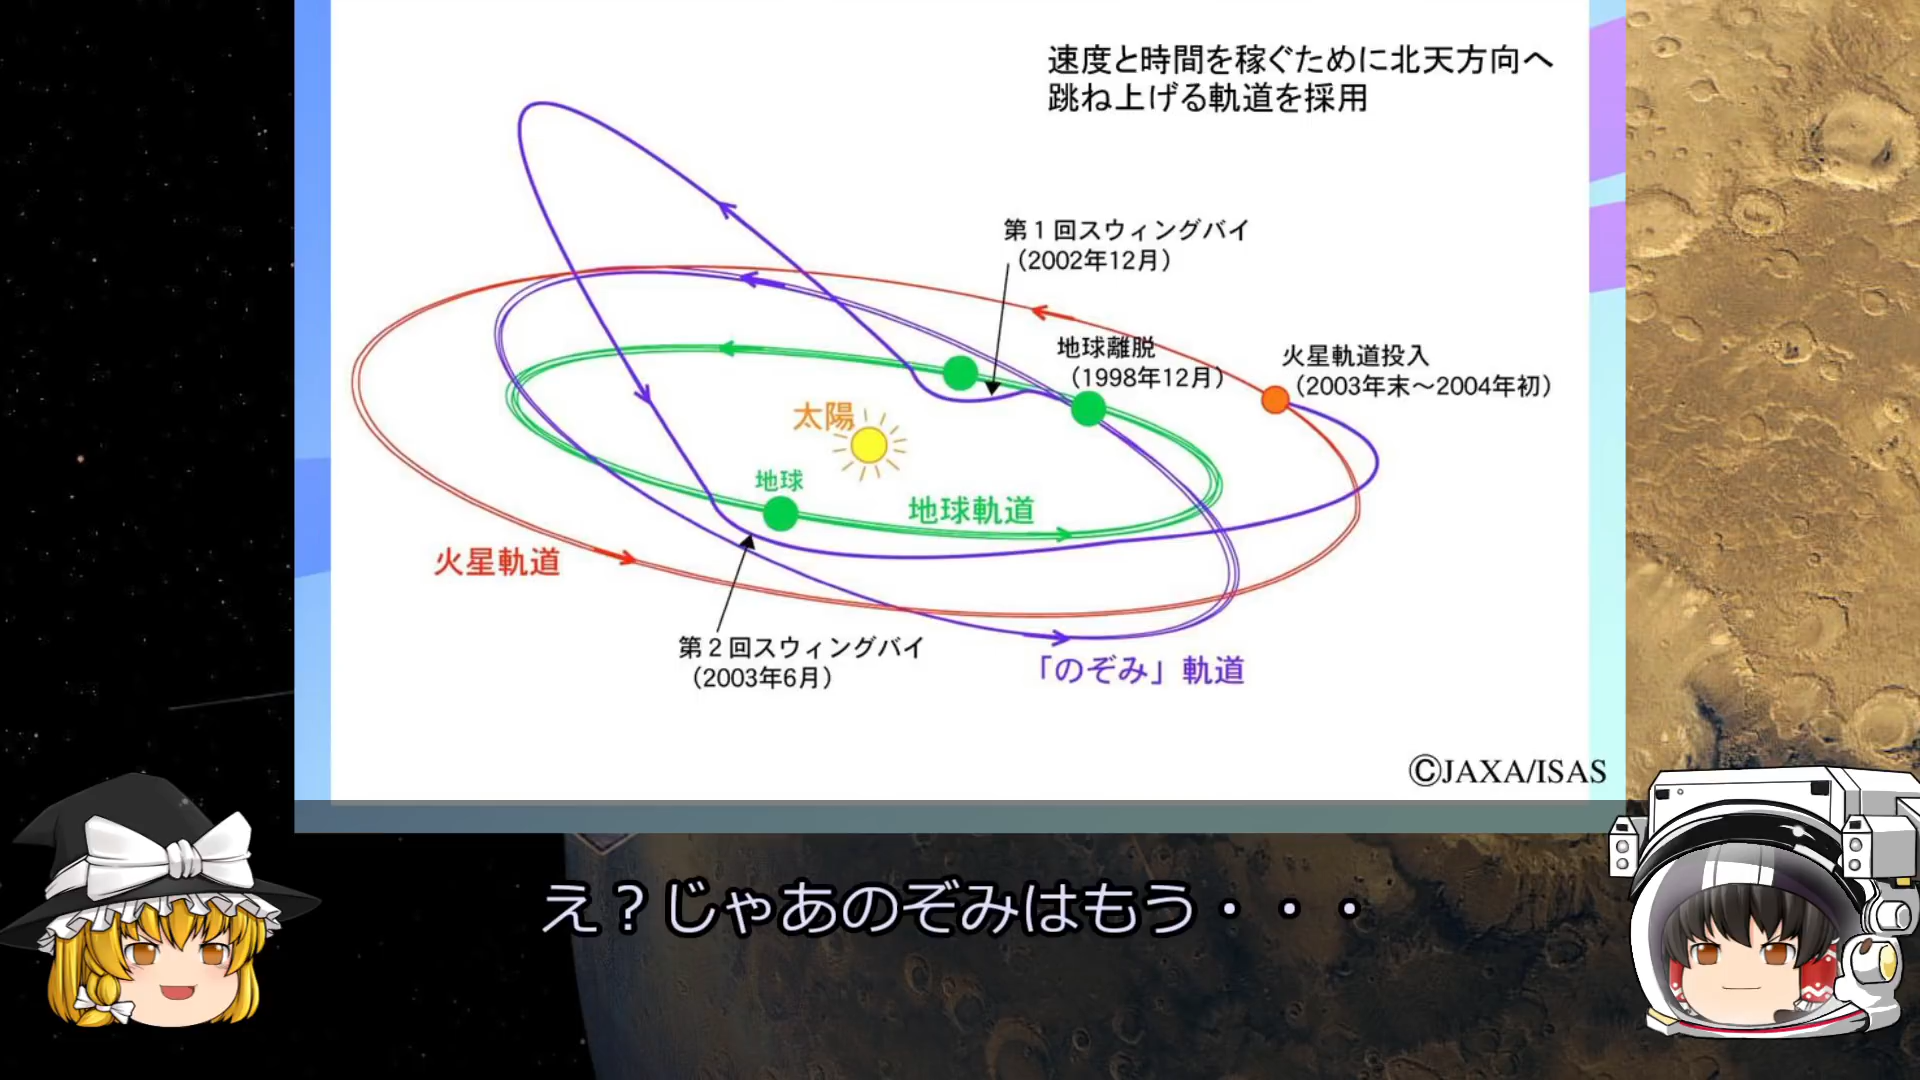 速度と時間を稼ぐために北天方向へ
跳ね上げる軌道を採用
第1回スウィングバイ
（2002年12月）
地球離脱
（1998年12月）
火星軌道投入
（2003年末～2004年初）
太陽
地球
地球軌道
火星軌道
第2回スウィングバイ
（2003年6月）
「のぞみ」軌道
ⒸJAXA/ISAS
え？じゃあのぞみはもう・・・